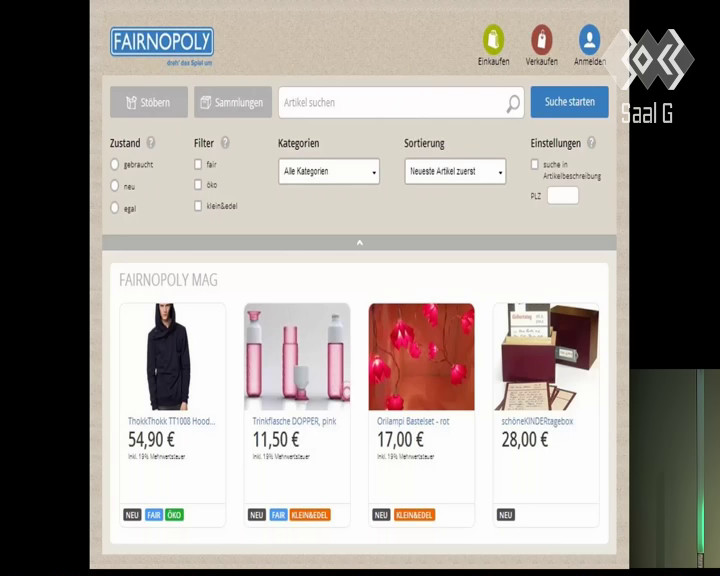 FAIRNOPOLY
dreh' das Spiel um
Einkaufen
Verkaufen
Anmelden
Saal G
Stöbern
Sammlungen
Artikel suchen
Suche starten
Zustand ?
Filter ?
Kategorien
Sortierung
Einstellungen ?
gebraucht
neu
egal
fair
öko
klein&edel
Alle Kategorien
Neueste Artikel zuerst
suche in
Artikelbeschreibung
PLZ
FAIRNOPOLY MAG
ThokkThokk TT1008 Hood...
54,90 €
Inkl. 19% Mehrwertsteuer
NEU FAIR ÖKO
Trinkflasche DOPPER, pink
11,50 €
Inkl. 19% Mehrwertsteuer
NEU FAIR KLEIN&EDEL
Onilampi Bastelset - rot
17,00 €
Inkl. 19% Mehrwertsteuer
NEU KLEIN&EDEL
schöneKINDERtagebox
28,00 €
NEU